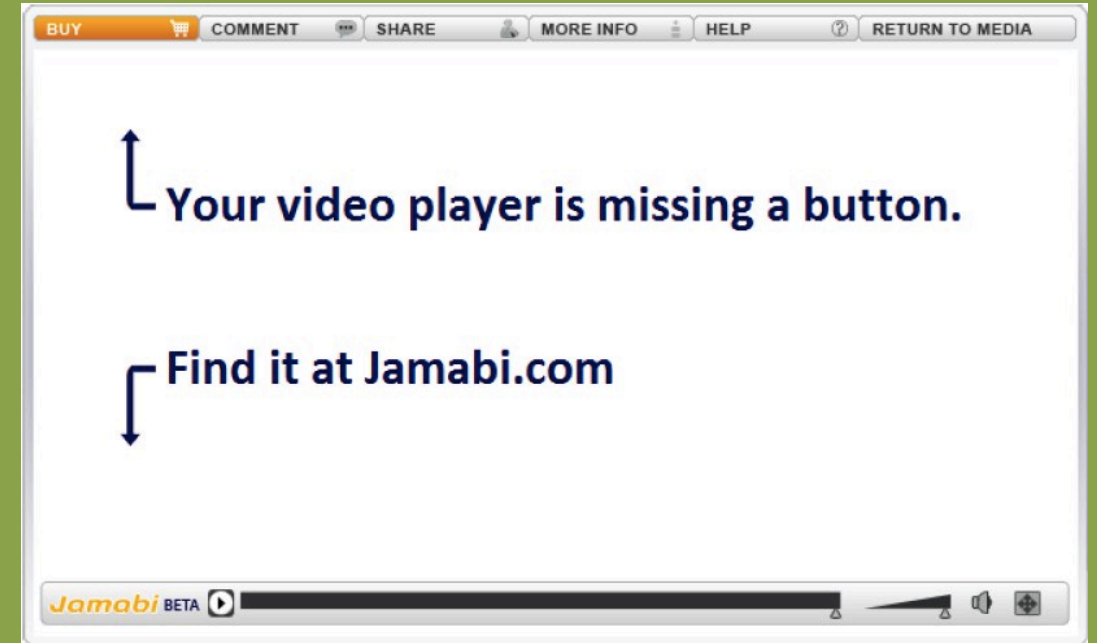 BUY COMMENT SHARE MORE INFO HELP RETURN TO MEDIA
Your video player is missing a button.
Find it at Jamabi.com
Jamabi BETA